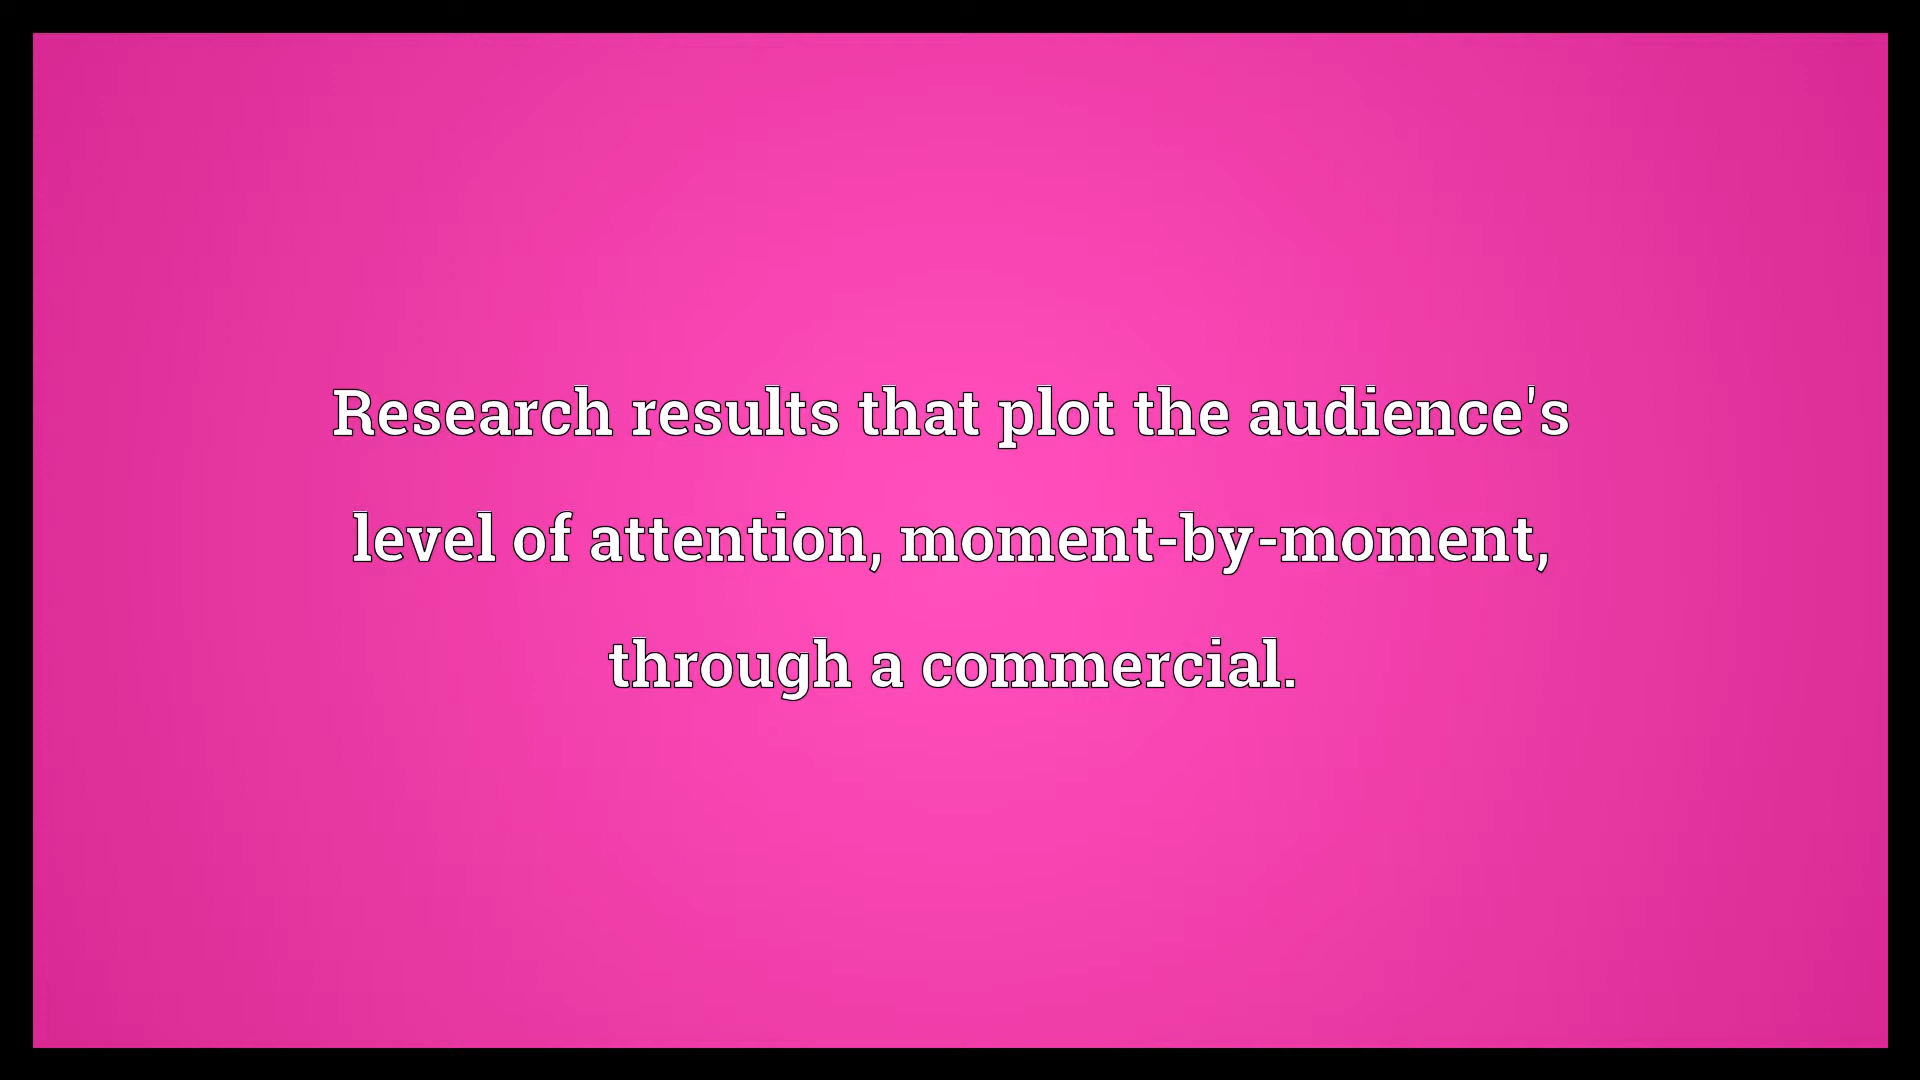 Research results that plot the audience's
level of attention, moment-by-moment,
through a commercial.